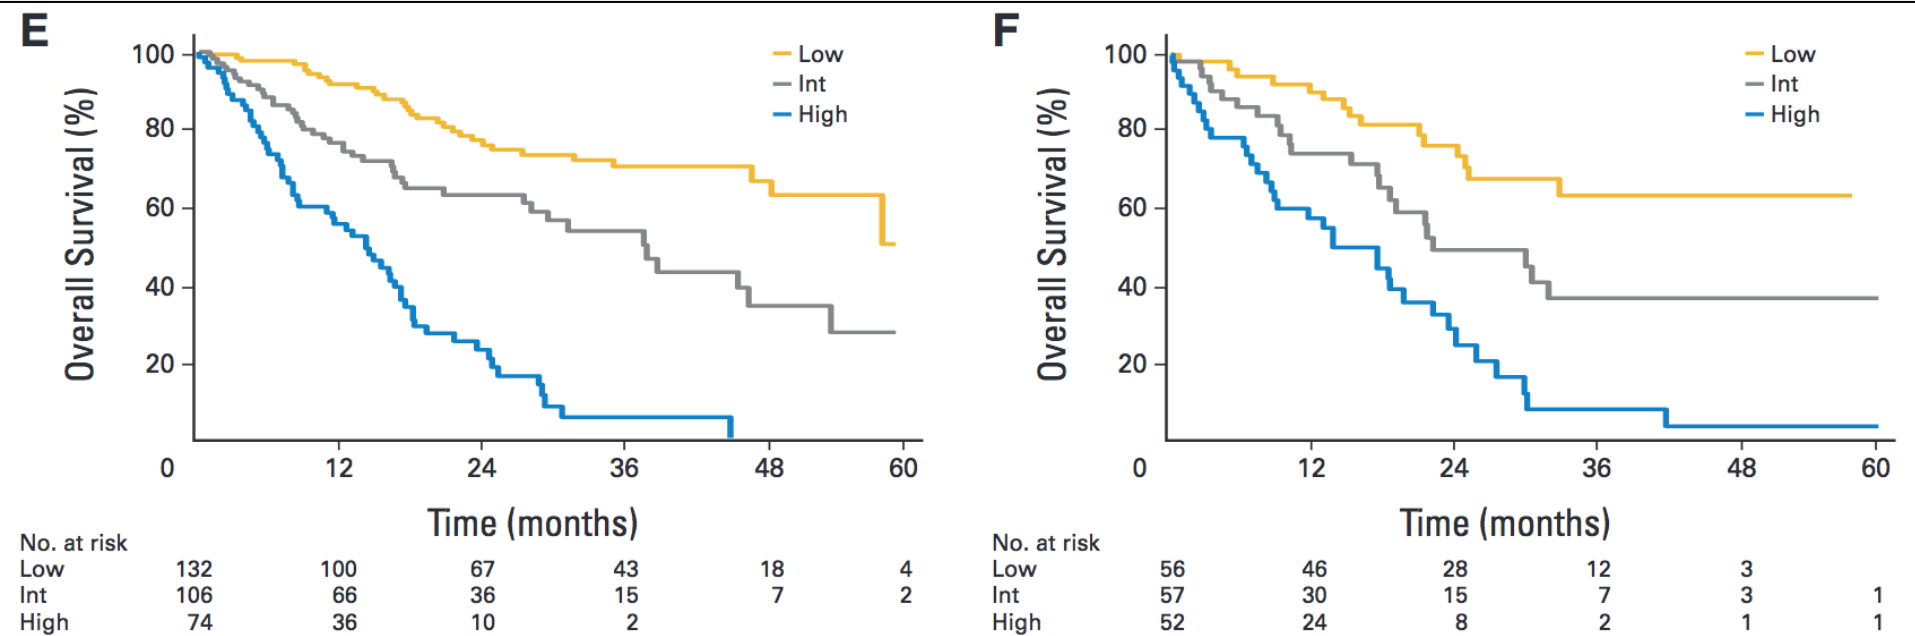 E
100
80
60
40
20
0
12 24 36 48 60
Overall Survival (%)
Time (months)
Low
Int
High
No. at risk
Low 132 100 67 43 18 4
Int 106 66 36 15 7 2
High 74 36 10 2
F
100
80
60
40
20
0
12 24 36 48 60
Overall Survival (%)
Time (months)
Low
Int
High
No. at risk
Low 56 46 28 12 3
Int 57 30 15 7 3 1
High 52 24 8 2 1 1